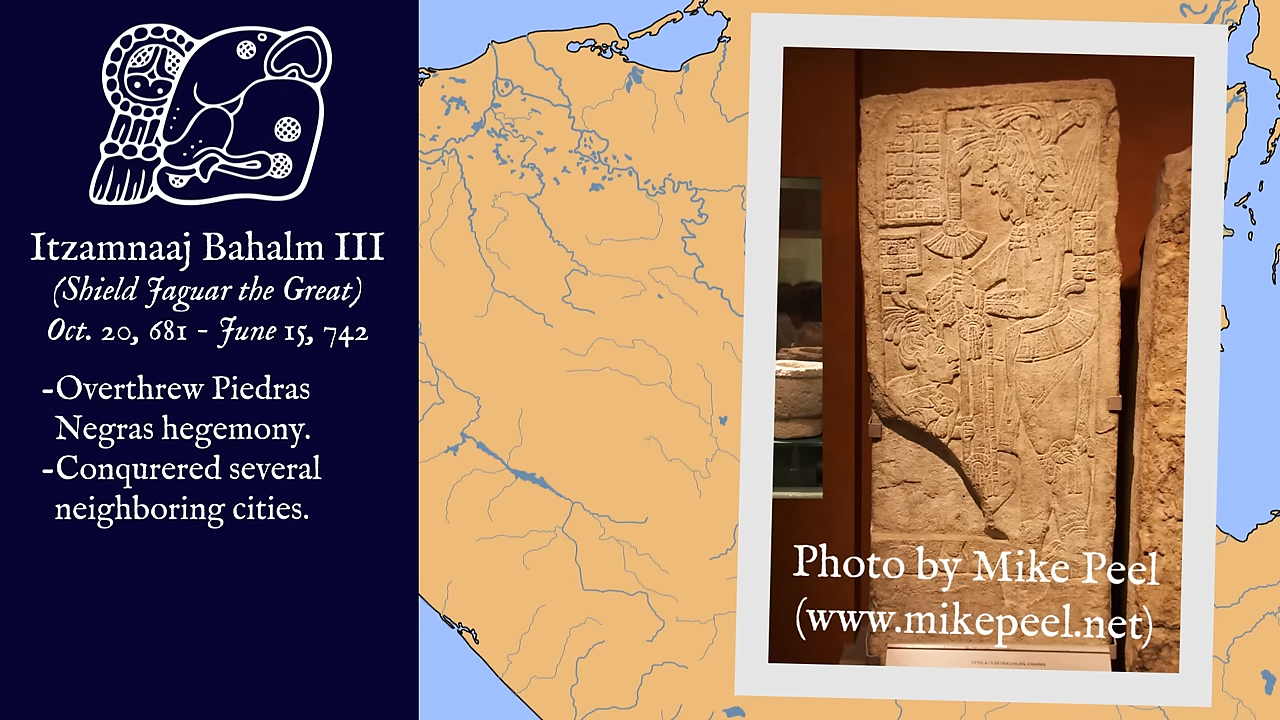 Itzamnaaj Bahalm III
(Shield Jaguar the Great)
Oct. 20, 681 - June 15, 742
-Overthrew Piedras
Negras hegemony.
-Conqurered several
neighboring cities.
Photo by Mike Peel
(www.mikepeel.net)